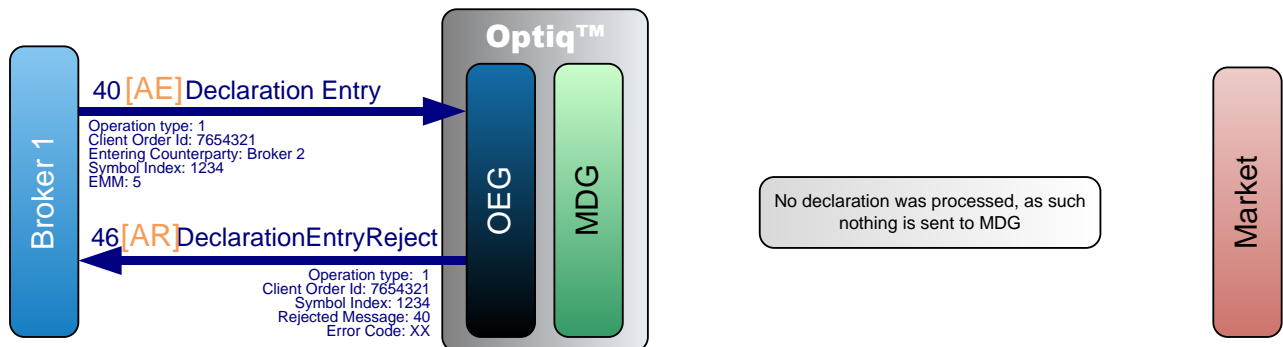 Optiq™
Broker 1
40 [AE] Declaration Entry
Operation type: 1
Client Order Id: 7654321
Entering Counterparty: Broker 2
Symbol Index: 1234
EMM: 5
46 [AR] DeclarationEntryReject
Operation type:  1
Client Order Id: 7654321
Symbol Index: 1234
Rejected Message: 40
Error Code: XX
OEG
MDG
No declaration was processed, as such
nothing is sent to MDG
Market